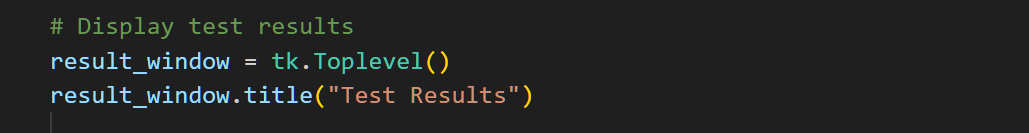 # Display test results
result_window = tk.Toplevel()
result_window.title("Test Results")